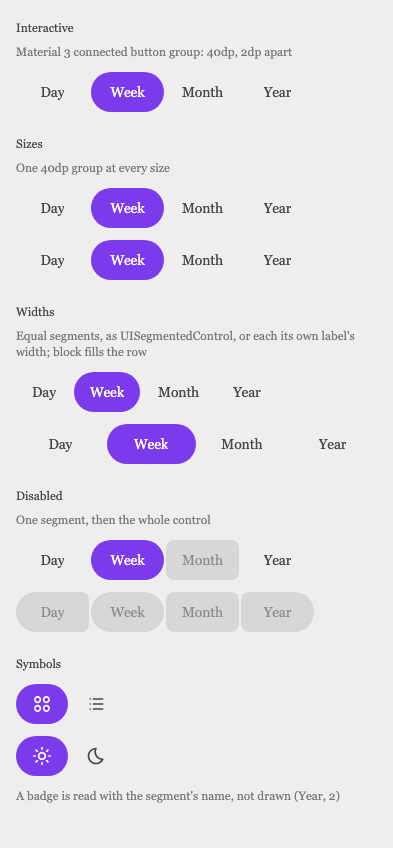 Interactive
Material 3 connected button group: 40dp, 2dp apart
Day Week Month Year
Sizes
One 40dp group at every size
Day Week Month Year
Day Week Month Year
Widths
Equal segments, as UISegmentedControl, or each its own label's
width; block fills the row
Day Week Month Year
Day Week Month Year
Disabled
One segment, then the whole control
Day Week Month Year
Day Week Month Year
Symbols
A badge is read with the segment's name, not drawn (Year, 2)